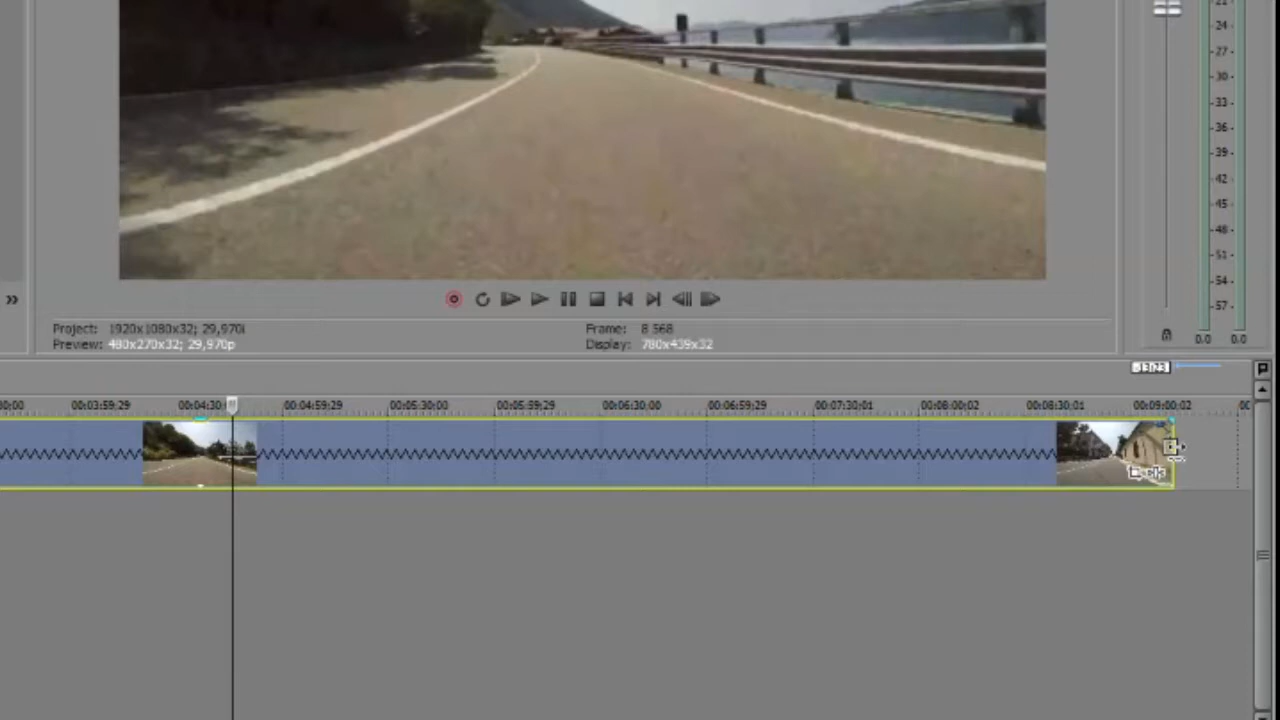 24
27
30
33
36
39
42
45
48
51
54
57
0.0 0.0
»
Project: 1920x1080x32; 29,970i
Frame: 8 568
Preview: 480x270x32; 29,970p
Display: 780x439x32
00:03:59;29 00:04:30 00:04:59;29 00:05:30;00 00:05:59;29 00:06:30;00 00:06:59;29 00:07:30;01 00:08:00;02 00:08:30;01 00:09:00;02